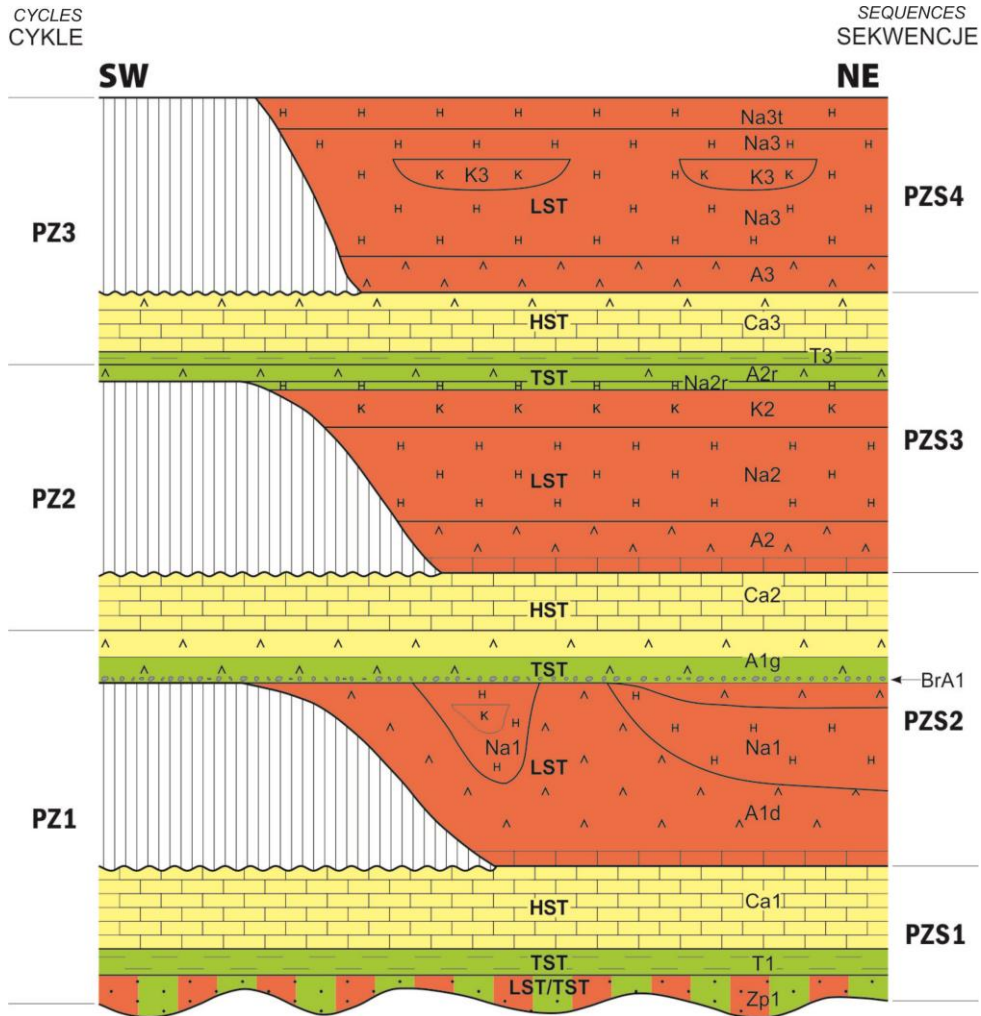 CYCLES
CYKLE
SEQUENCES
SEKWENCJE
SW
NE
H H H H H H H Na3t
H H H H H Na3 H
PZ3
H K3 K K H H K K3 K H
H H LST H H Na3 H
PZS4
H H H H H H H
^ ^ ^ ^ ^ ^ ^
A3
^ ^ ^ ^ ^ ^ ^
^ ^ ^ ^ ^ ^ ^ ^ ^ ^
HST Ca3
T3
^ ^ ^ ^ ^ TST ^ ^ A2r ^ ^
H H H H H Na2r H H
K K K K K K2 K
PZS3
H H H H H H
H H LST H H Na2 H
PZ2
H H H H H H
^ ^ ^ ^ ^ ^
^ ^ ^ ^ A2 ^ ^
Ca2
HST
^ ^ ^ ^ ^ ^ ^ ^ ^ ^
A1g
^ ^ ^ ^ ^ TST ^ ^ ^ ^
BrA1
^ ^ H ^ H ^ ^
K
PZS2
^ H H H H
Na1 Na1
^ H LST ^ H H H
^ ^ ^ ^ ^ ^
PZ1
A1d
^ ^ ^ ^ ^
Ca1
HST
PZS1
TST T1
LST/TST
Zp1